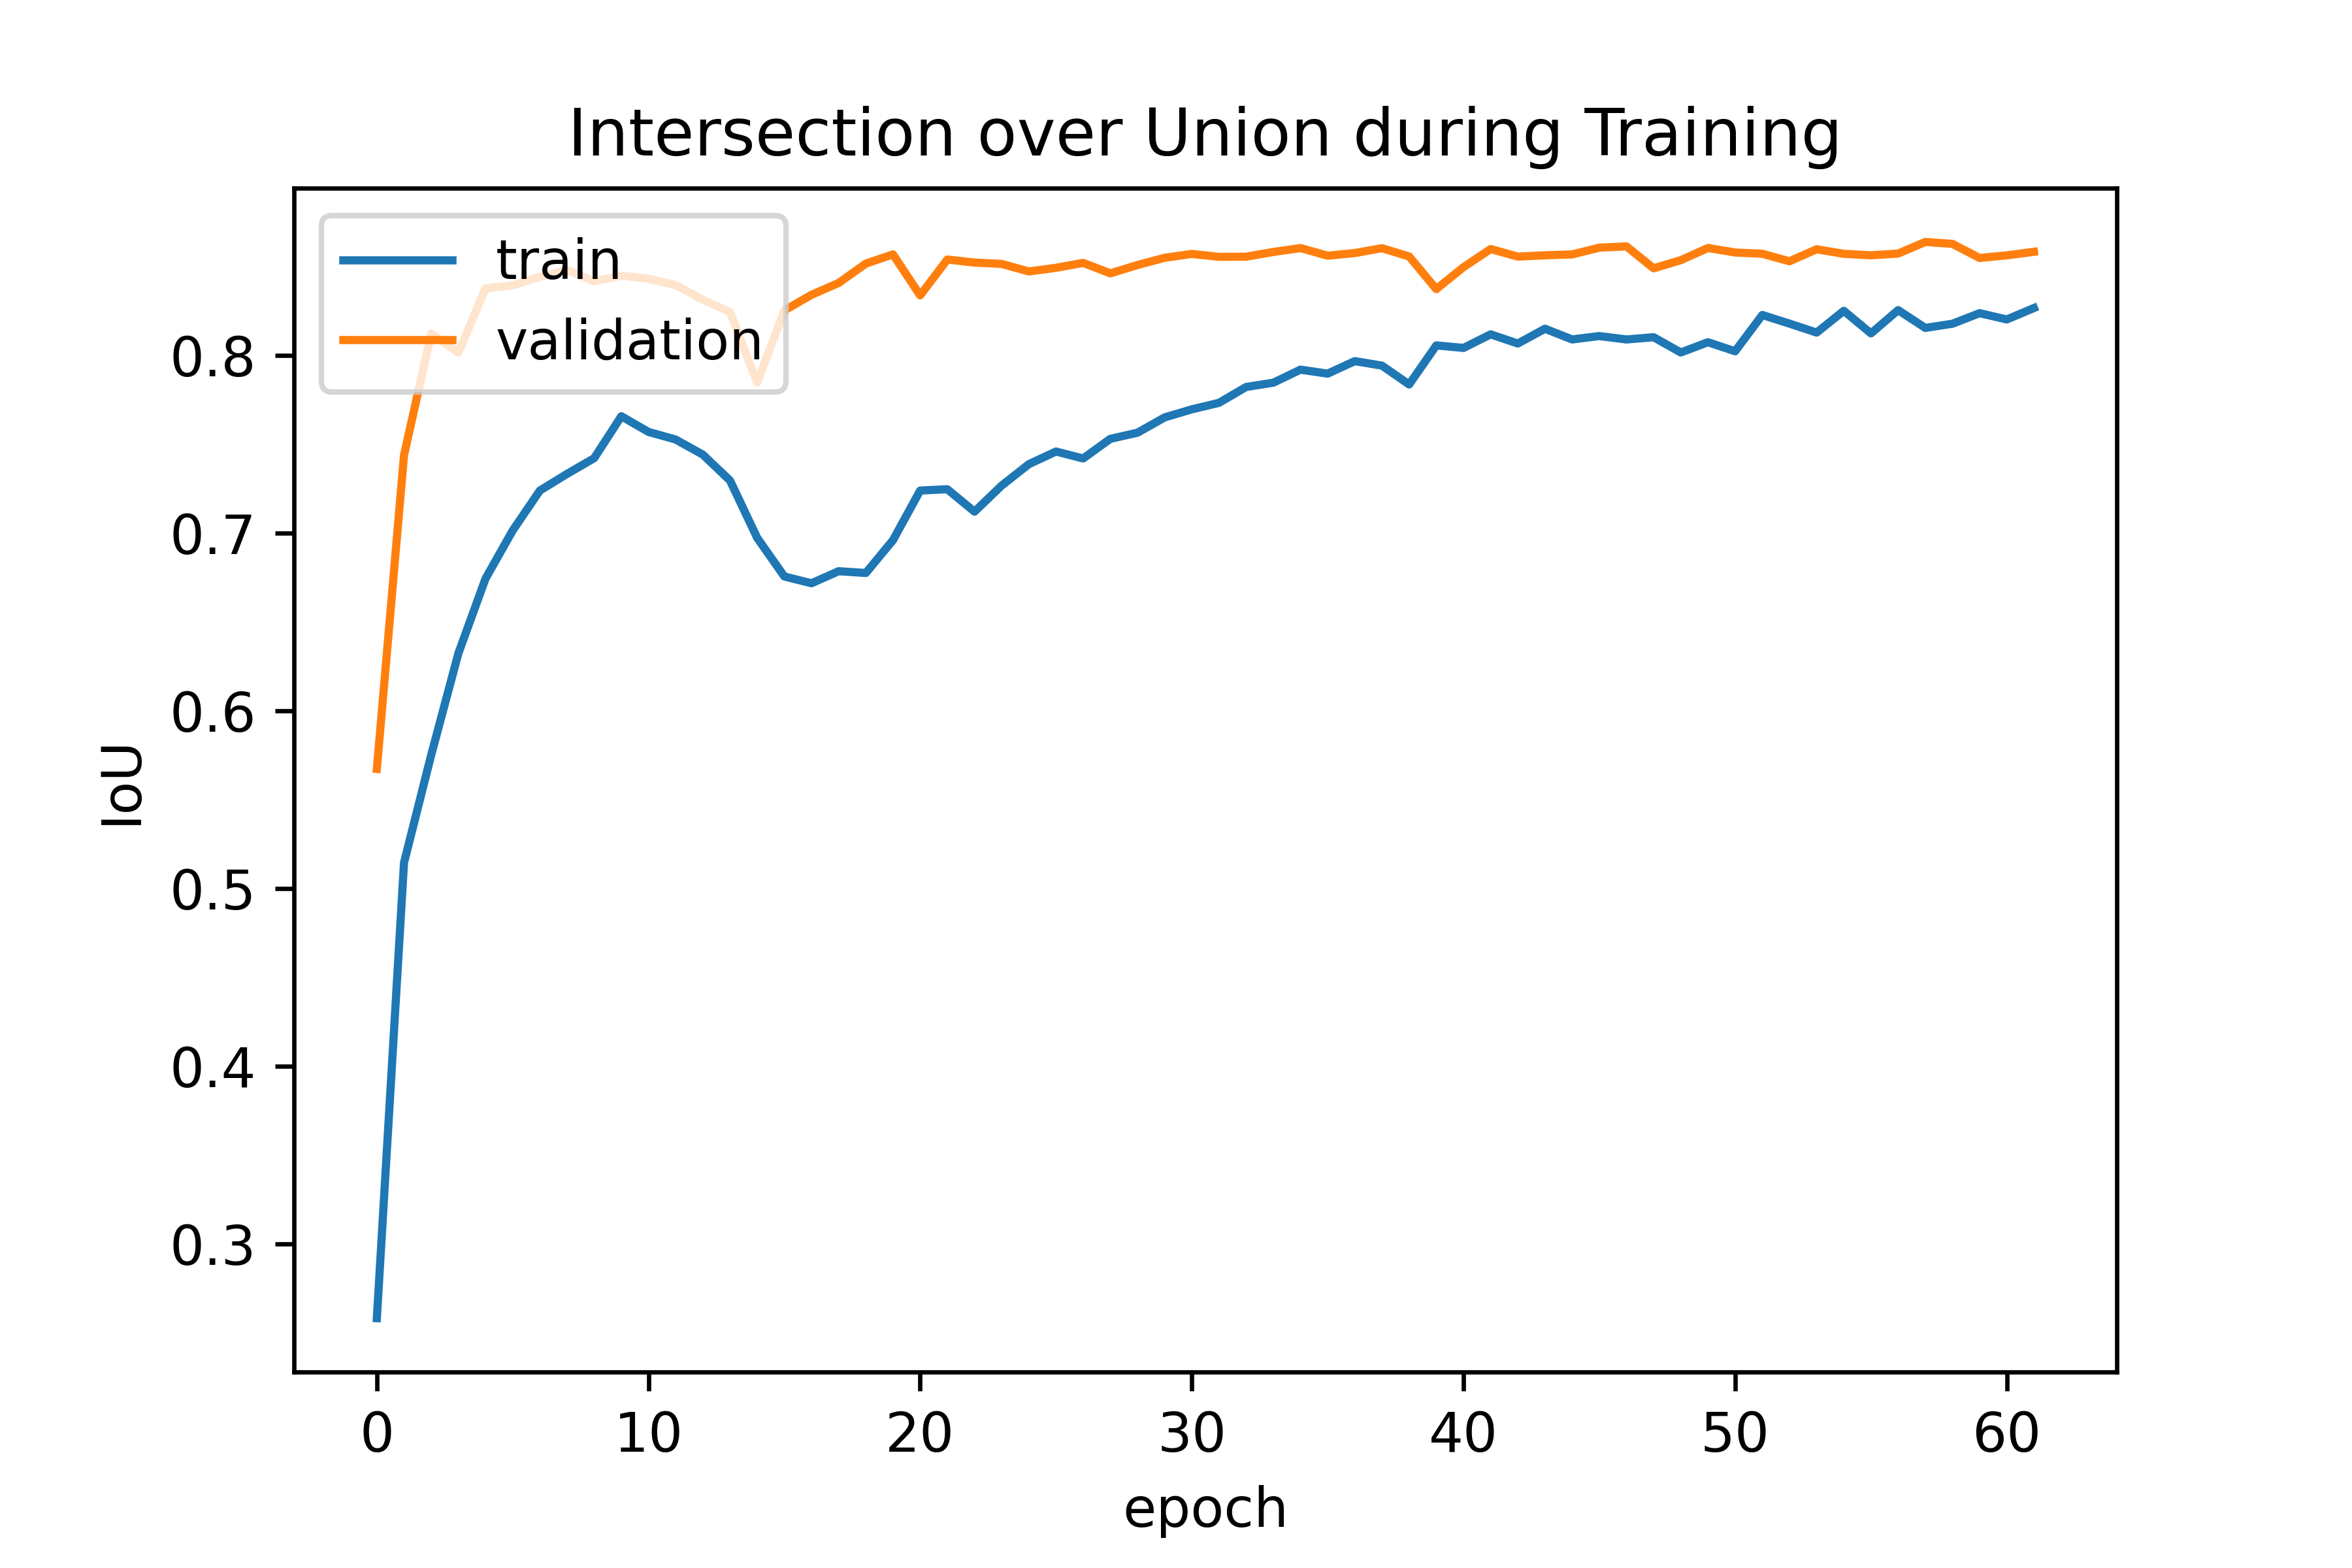 Intersection over Union during Training
train
validation
0.8
0.7
0.6
0.5
0.4
0.3
IoU
0 10 20 30 40 50 60
epoch